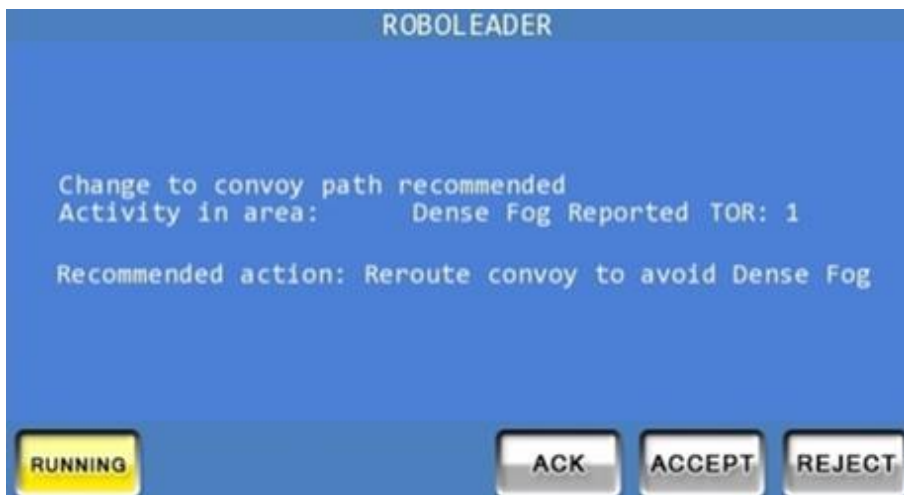 ROBOLEADER
Change to convoy path recommended
Activity in area: Dense Fog Reported TOR: 1
Recommended action: Reroute convoy to avoid Dense Fog
RUNNING ACK ACCEPT REJECT